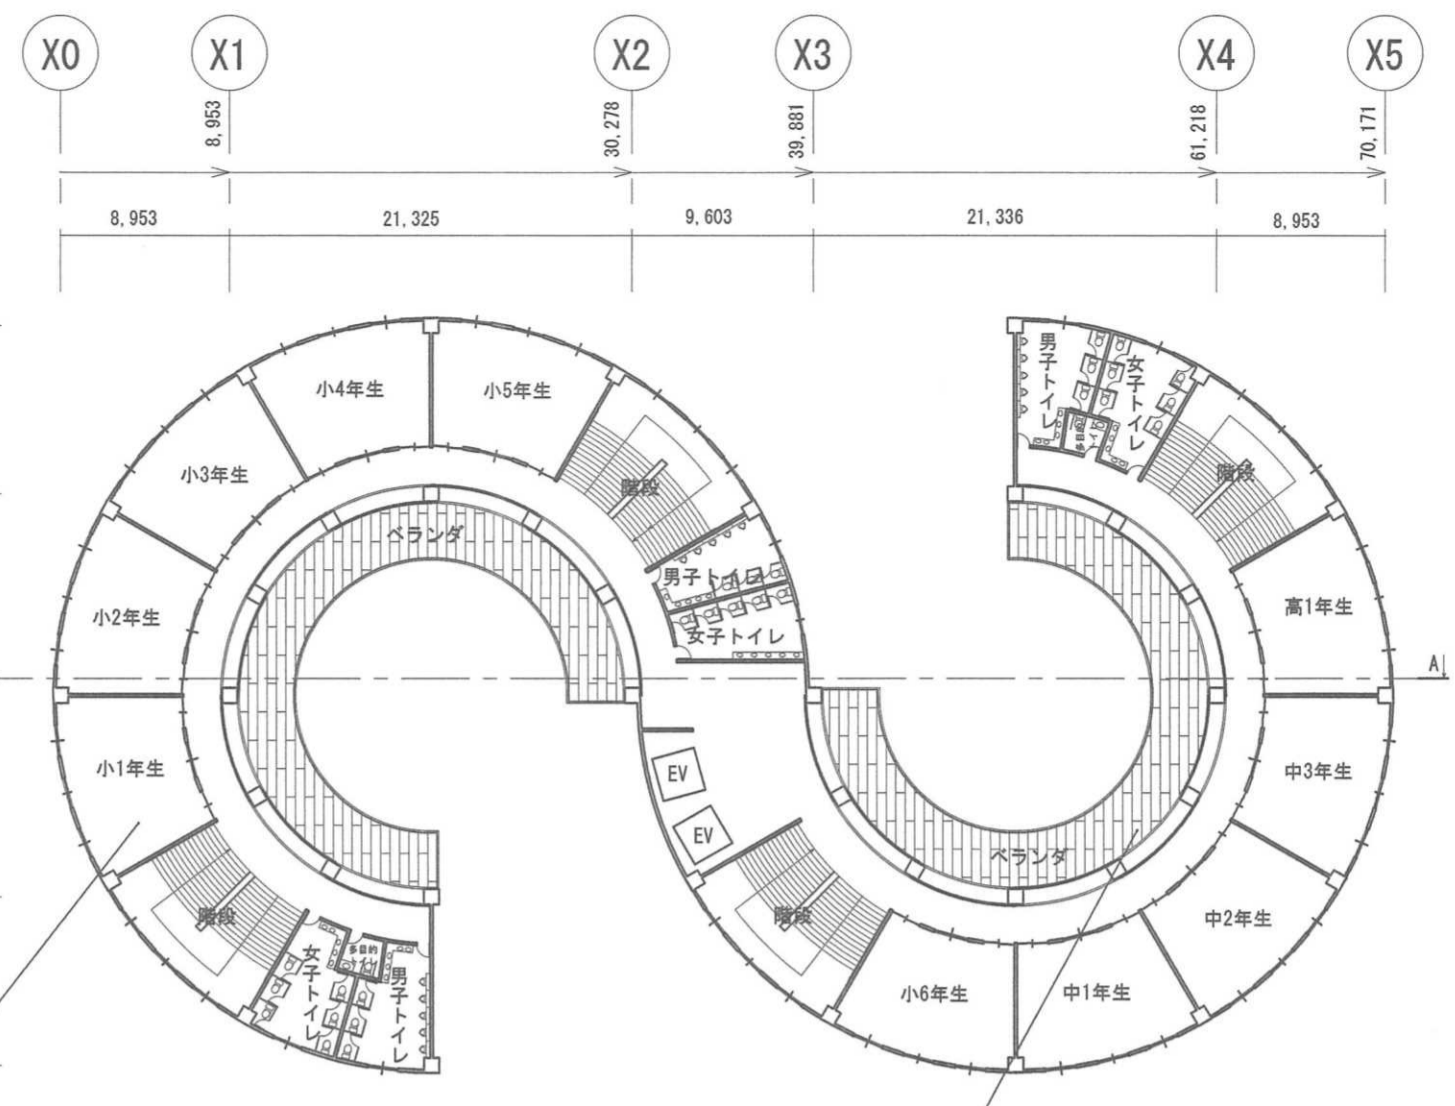 X0 X1 X2 X3 X4 X5
8,953 30,278 39,881 61,218 70,171
8,953 21,325 9,603 21,336 8,953
小4年生 小5年生
小3年生
階段
ベランダ
小2年生
男子トイレ
女子トイレ
小1年生
階段
女子トイレ
多目的
トイレ
男子トイレ
EV
EV
階段
男子トイレ
女子トイレ
階段
高1年生
A
中3年生
ベランダ
中2年生
小6年生
中1年生